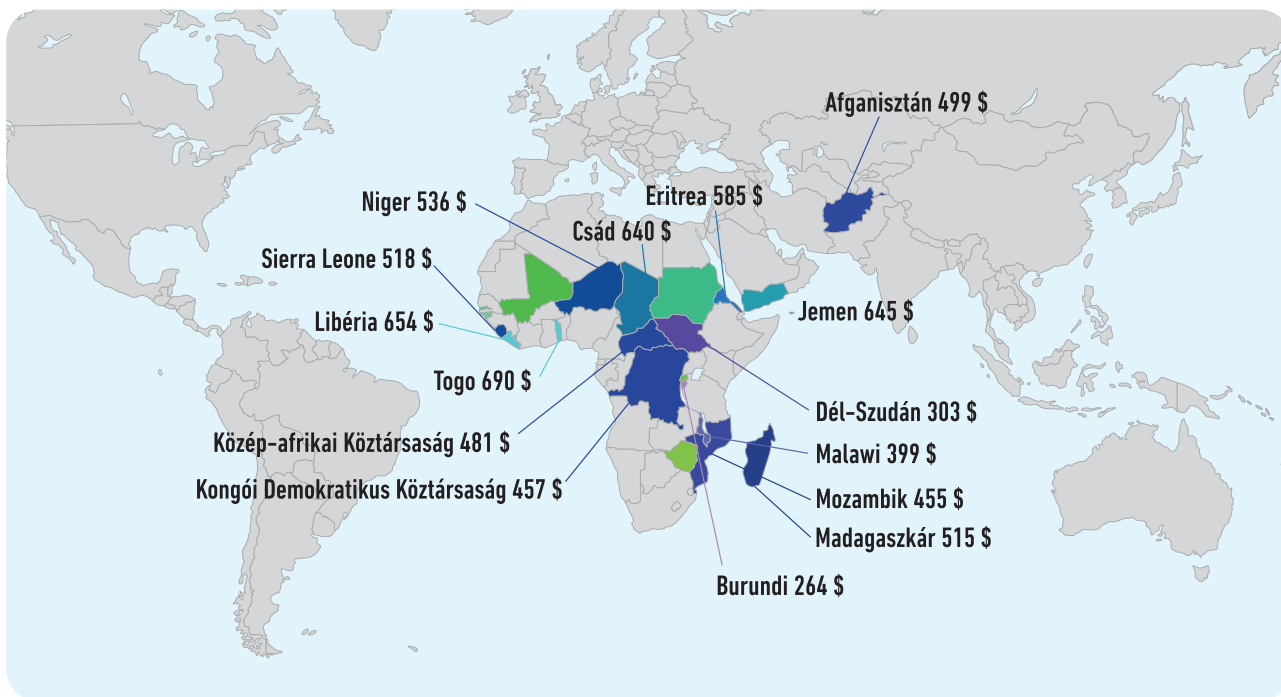 Afganisztán 499 $
Eritrea 585 $
Niger 536 $
Csád 640 $
Sierra Leone 518 $
Jemen 645 $
Libéria 654 $
Togo 690 $
Dél-Szudán 303 $
Közép-afrikai Köztársaság 481 $
Malawi 399 $
Kongói Demokratikus Köztársaság 457 $
Mozambik 455 $
Madagaszkár 515 $
Burundi 264 $